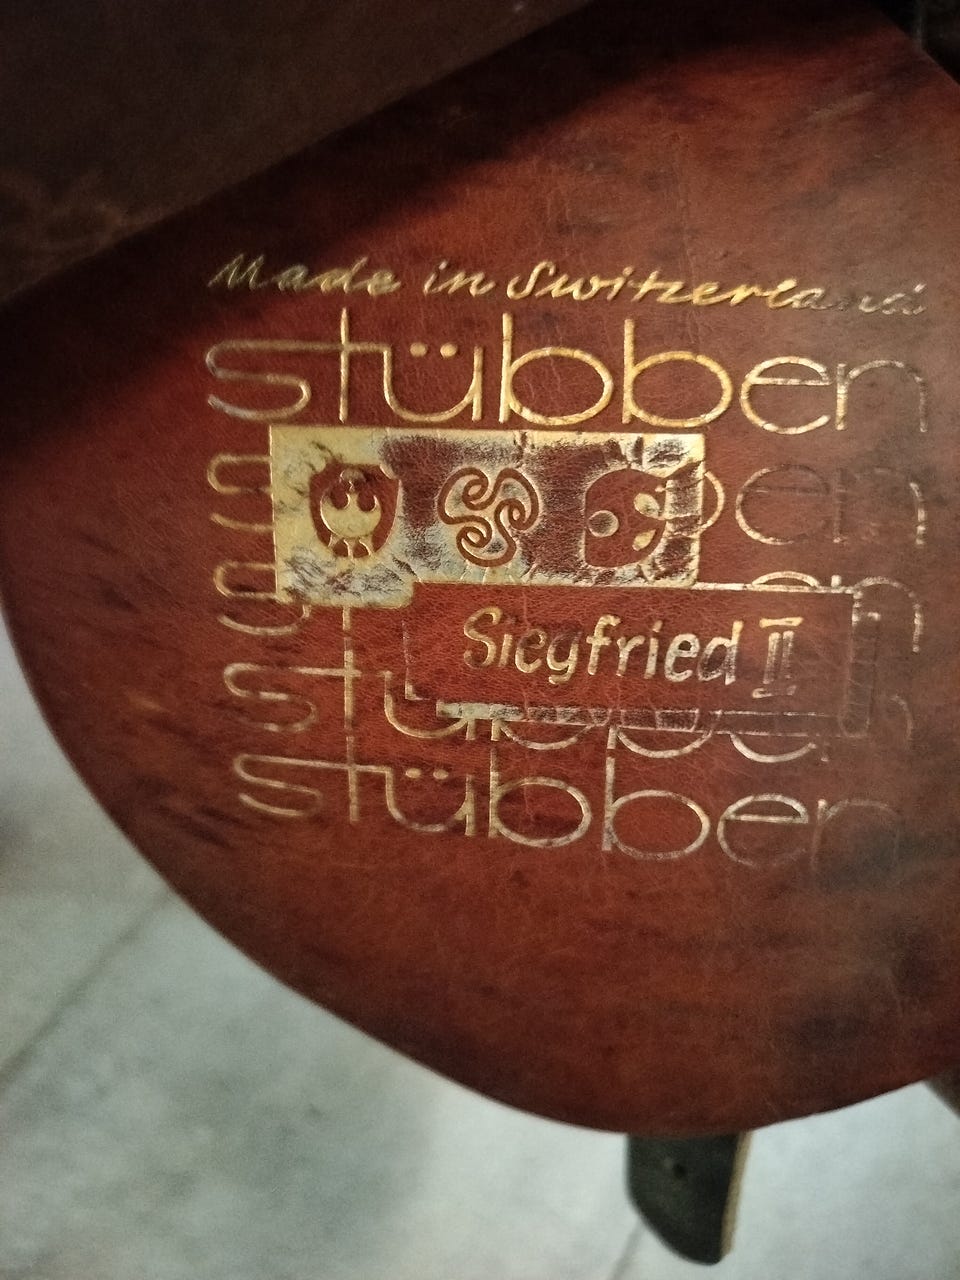 Made in Switzerland
stübben
Siegfried II
stübben